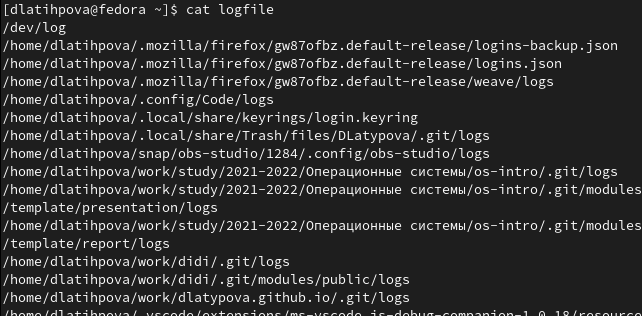 [dlatihpova@fedora ~]$ cat logfile
/dev/log
/home/dlatihpova/.mozilla/firefox/gw87ofbz.default-release/logins-backup.json
/home/dlatihpova/.mozilla/firefox/gw87ofbz.default-release/logins.json
/home/dlatihpova/.mozilla/firefox/gw87ofbz.default-release/weave/logs
/home/dlatihpova/.config/Code/logs
/home/dlatihpova/.local/share/keyrings/login.keyring
/home/dlatihpova/.local/share/Trash/files/DLatypova/.git/logs
/home/dlatihpova/snap/obs-studio/1284/.config/obs-studio/logs
/home/dlatihpova/work/study/2021-2022/Операционные системы/os-intro/.git/logs
/home/dlatihpova/work/study/2021-2022/Операционные системы/os-intro/.git/modules
/template/presentation/logs
/home/dlatihpova/work/study/2021-2022/Операционные системы/os-intro/.git/modules
/template/report/logs
/home/dlatihpova/work/didi/.git/logs
/home/dlatihpova/work/didi/.git/modules/public/logs
/home/dlatihpova/work/dlatypova.github.io/.git/logs
/home/dlatihpova/.vscode/extensions/ms-vscode.js-debug-companion-1.0.18/resource